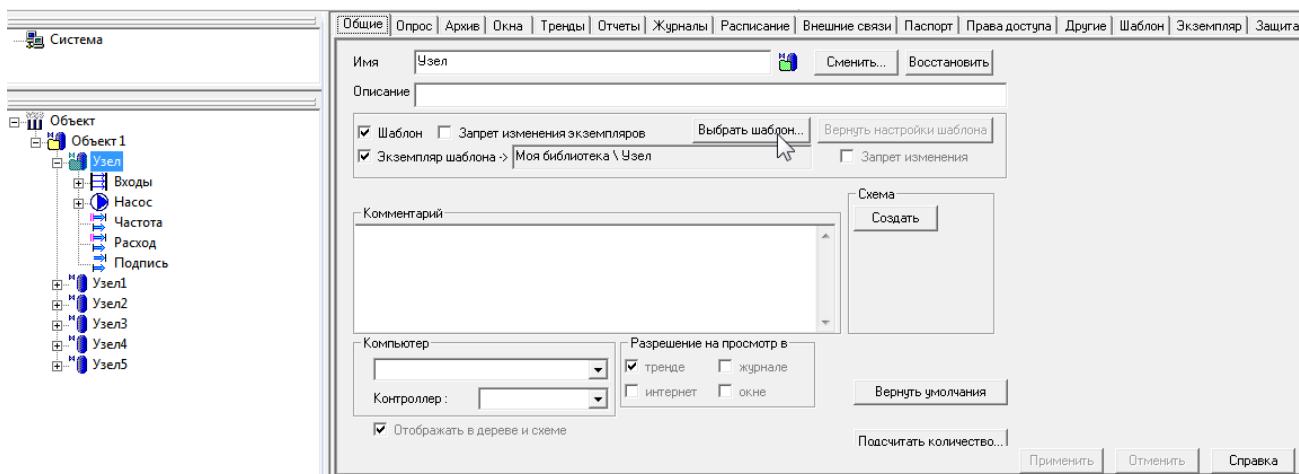 Система
Объект
Объект 1
Узел
Входы
Насос
Частота
Расход
Подпись
Узел1
Узел2
Узел3
Узел4
Узел5
Общие Опрос Архив Окна Тренды Отчеты Журналы Расписание Внешние связи Паспорт Права доступа Другие Шаблон Экземпляр Защита
Имя Узел Сменить... Восстановить
Описание
Шаблон Запрет изменения экземпляров Выбрать шаблон... Вернуть настройки шаблона
Экземпляр шаблона -> Моя библиотека \ Узел Запрет изменения
Комментарий
Схема
Создать
Компьютер
Контроллер :
Разрешение на просмотр в
тренде журнале
интернет окне
Отображать в дереве и схеме
Вернуть умолчания
Подсчитать количество...
Применить Отменить Справка